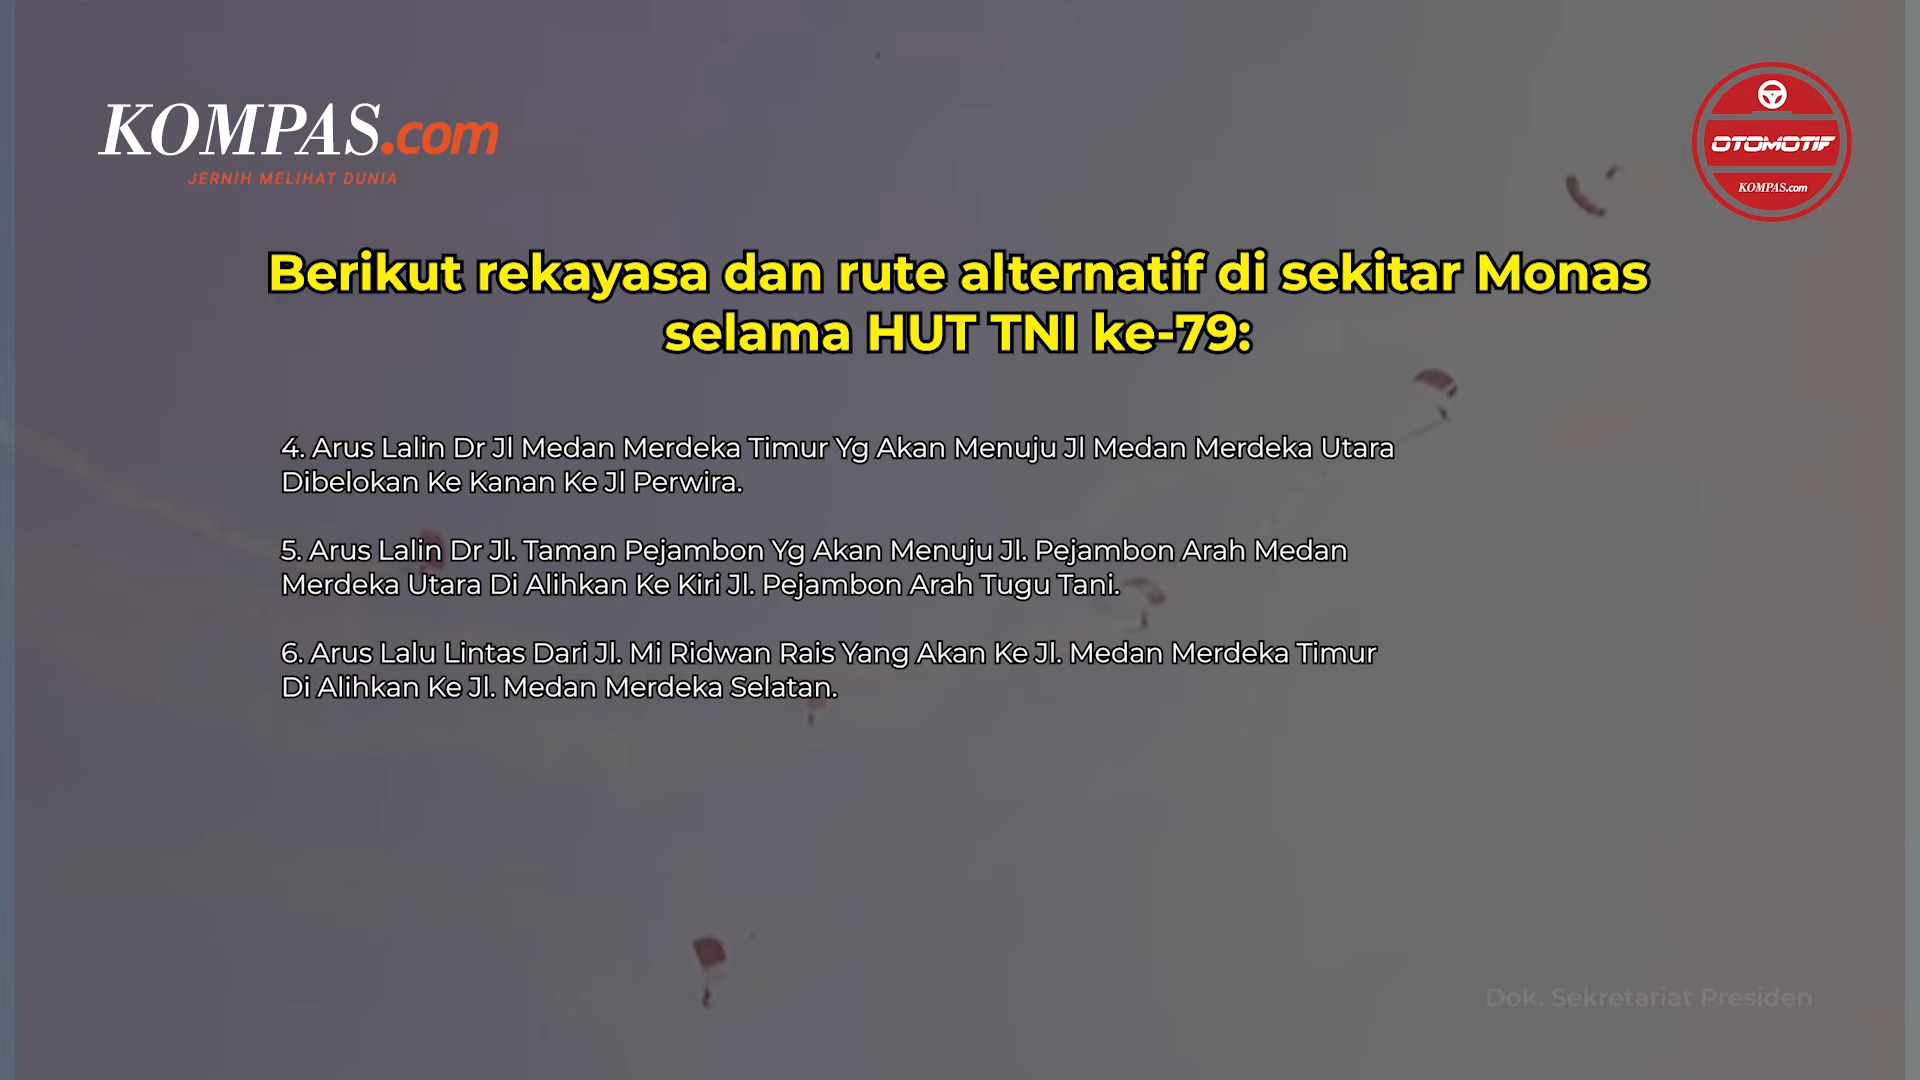 KOMPAS.com
JERNIH MELIHAT DUNIA
OTOMOTIF
KOMPAS.com
Berikut rekayasa dan rute alternatif di sekitar Monas
selama HUT TNI ke-79:
4. Arus Lalin Dr Jl Medan Merdeka Timur Yg Akan Menuju Jl Medan Merdeka Utara
Dibelokan Ke Kanan Ke Jl Perwira.
5. Arus Lalin Dr Jl. Taman Pejambon Yg Akan Menuju Jl. Pejambon Arah Medan
Merdeka Utara Di Alihkan Ke Kiri Jl. Pejambon Arah Tugu Tani.
6. Arus Lalu Lintas Dari Jl. Mi Ridwan Rais Yang Akan Ke Jl. Medan Merdeka Timur
Di Alihkan Ke Jl. Medan Merdeka Selatan.
Dok. Sekretariat Presiden